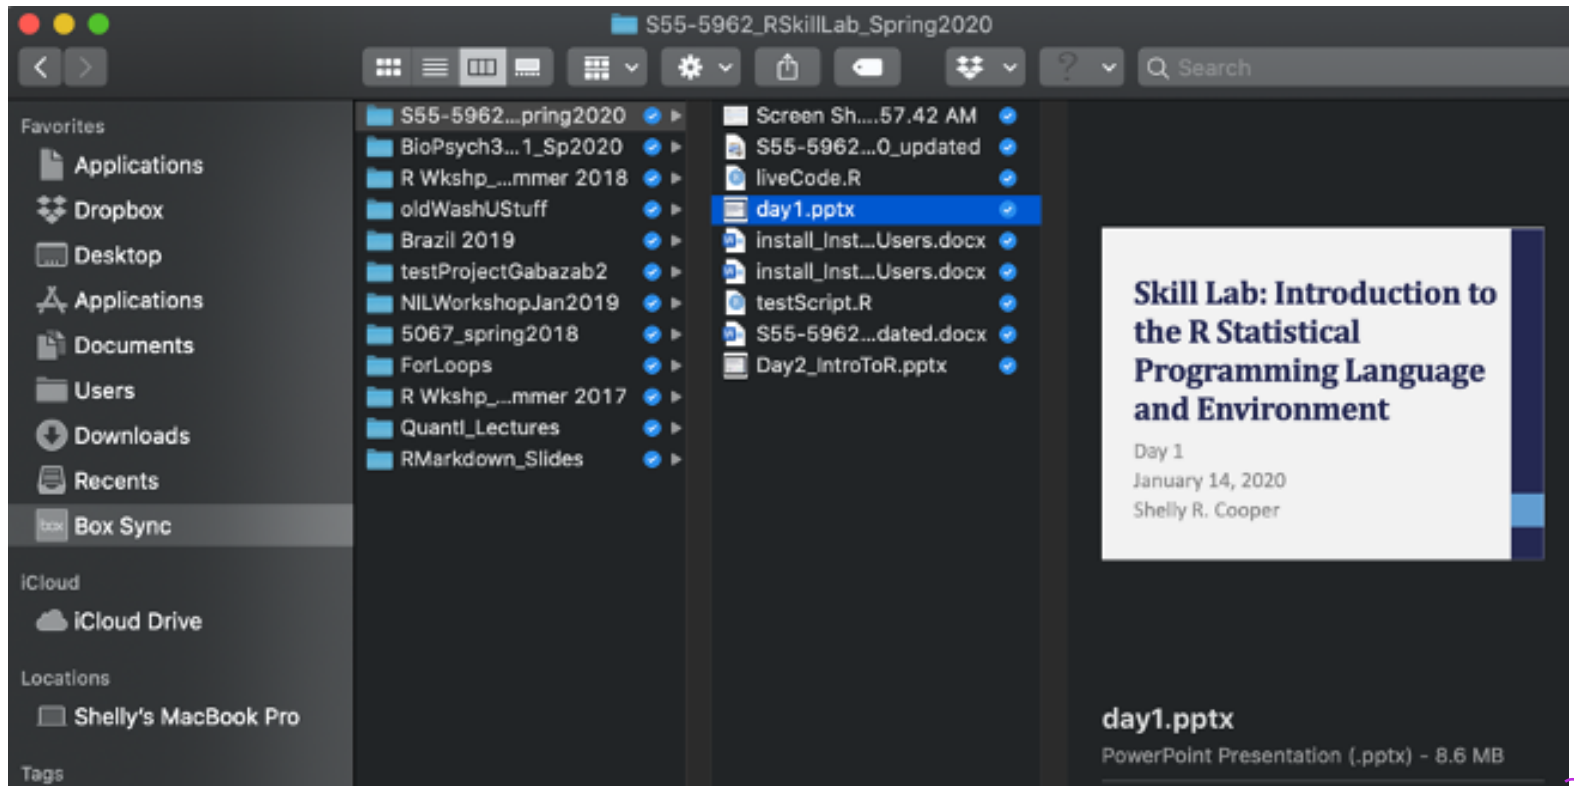 S55-5962_RSkillLab_Spring2020
Search
Favorites
Applications
Dropbox
Desktop
Applications
Documents
Users
Downloads
Recents
box Box Sync
iCloud
iCloud Drive
Locations
Shelly's MacBook Pro
Tags
S55-5962...pring2020
BioPsych3...1_Sp2020
R Wkshp_...mmer 2018
oldWashUStuff
Brazil 2019
testProjectGabazab2
NILWorkshopJan2019
5067_spring2018
ForLoops
R Wkshp_...mmer 2017
QuantI_Lectures
RMarkdown_Slides
Screen Sh....57.42 AM
S55-5962...0_updated
liveCode.R
day1.pptx
install_Inst...Users.docx
install_Inst...Users.docx
testScript.R
S55-5962...dated.docx
Day2_IntroToR.pptx
Skill Lab: Introduction to
the R Statistical
Programming Language
and Environment
Day 1
January 14, 2020
Shelly R. Cooper
day1.pptx
PowerPoint Presentation (.pptx) - 8.6 MB